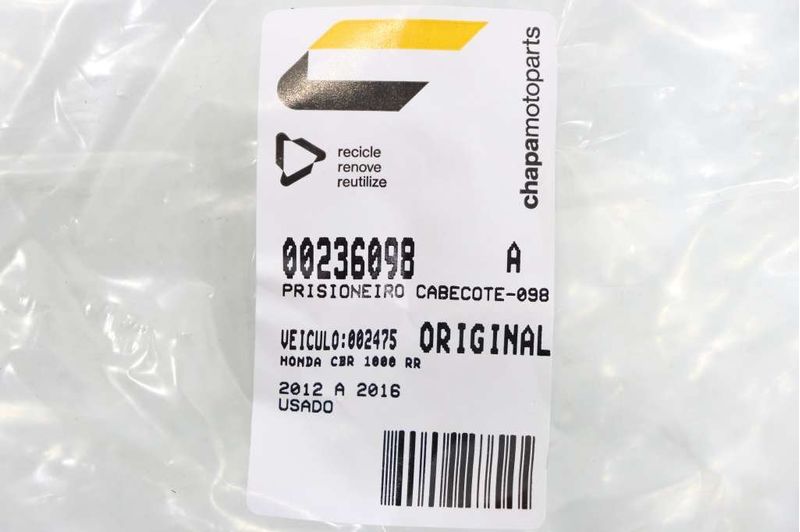 chapamotoparts
recicle
renove
reutilize
00236098 A
PRISIONEIRO CABECOTE-098
VEICULO:002475 ORIGINAL
HONDA CBR 1000 RR
2012 A 2016
USADO